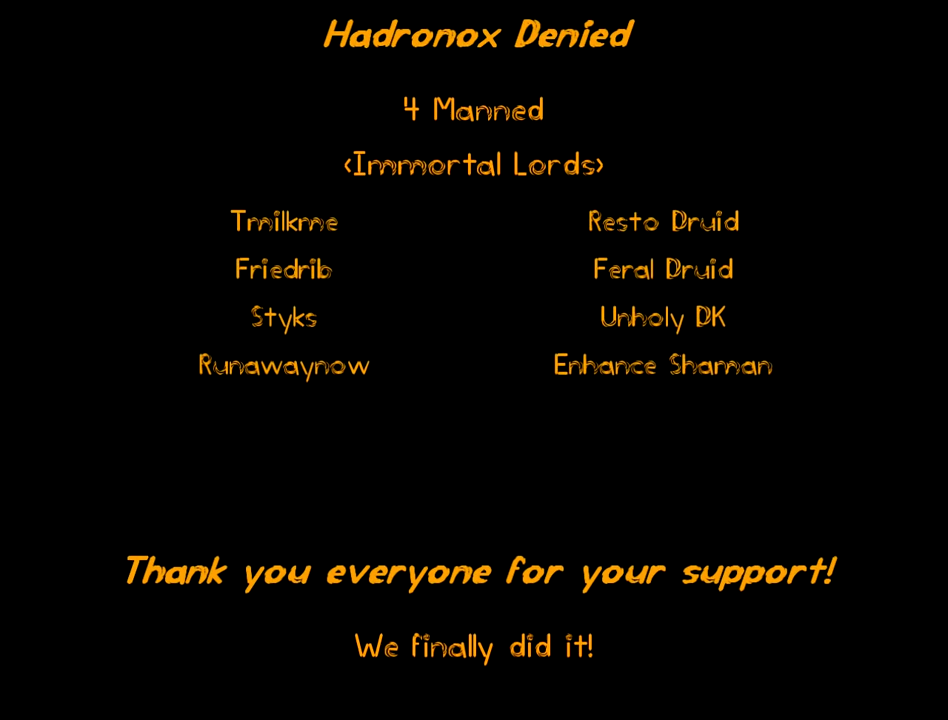 Hadronox Denied
4 Manned
<Immortal Lords>
Tmilkme Resto Druid
Friedrib Feral Druid
Styks Unholy DK
Runawaynow Enhance Shaman
Thank you everyone for your support!
We finally did it!